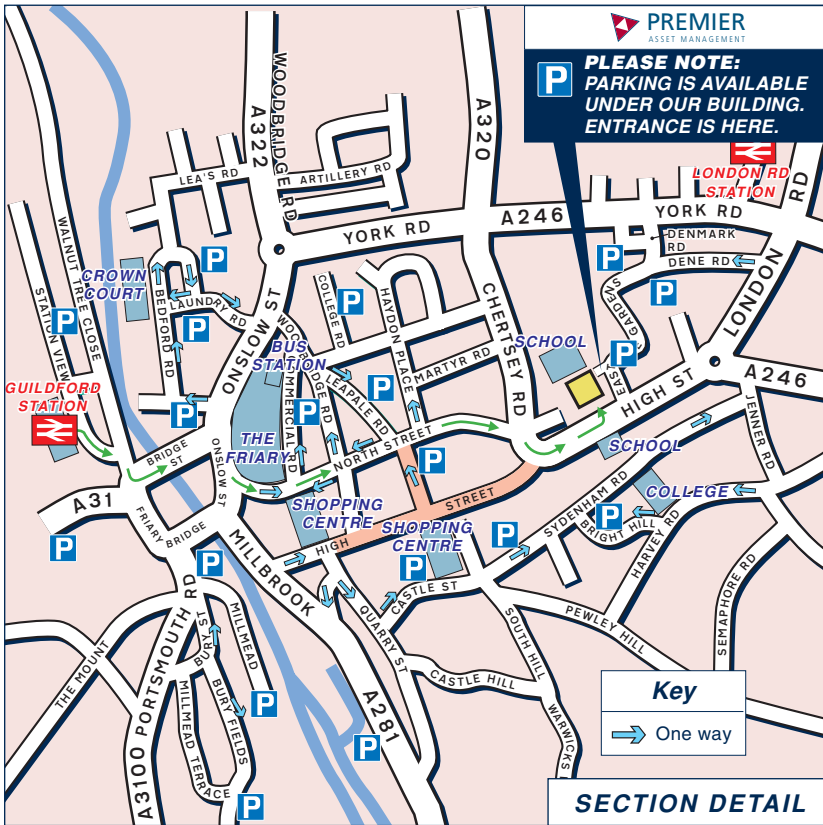 PREMIER
ASSET MANAGEMENT
P
PLEASE NOTE:
PARKING IS AVAILABLE
UNDER OUR BUILDING.
ENTRANCE IS HERE.
WOODBRIDGE RD
A322
A320
LONDON RD
STATION
LONDON RD
LEA'S RD
ARTILLERY RD
YORK RD
A246
YORK RD
DENMARK
RD
DENE RD
WALNUT TREE CLOSE
STATION VIEW
CROWN
COURT
P
P
P
P
P
P
BEDFORD RD
LAUNDRY RD
ONSLOW ST
COLLEGE RD
HAYDON PLACE
CHERTSEY RD
E. GARDENS
EAST
SCHOOL
P
BUS
STATION
WOODBRIDGE RD
COMMERCIAL RD
LEAPALE RD
MARTYR RD
P
P
P
GUILDFORD
STATION
HIGH ST
A246
JENNER RD
BRIDGE
ST
ONSLOW ST
THE
FRIARY
NORTH STREET
P
SCHOOL
A31
P
FRIARY BRIDGE
SHOPPING
CENTRE
HIGH STREET
SHOPPING
CENTRE
P
P
P
SYDENHAM RD
COLLEGE
BRIGHT HILL
HARVEY RD
SEMAPHORE RD
P
MILLBROOK
CASTLE ST
QUARRY ST
SOUTH HILL
PEWLEY HILL
THE MOUNT
A3100 PORTSMOUTH RD
BURY ST
MILLMEAD
BURY FIELDS
MILLMEAD TERRACE
P
P
P
A281
CASTLE HILL
WARWICKS
Key
One way
SECTION DETAIL